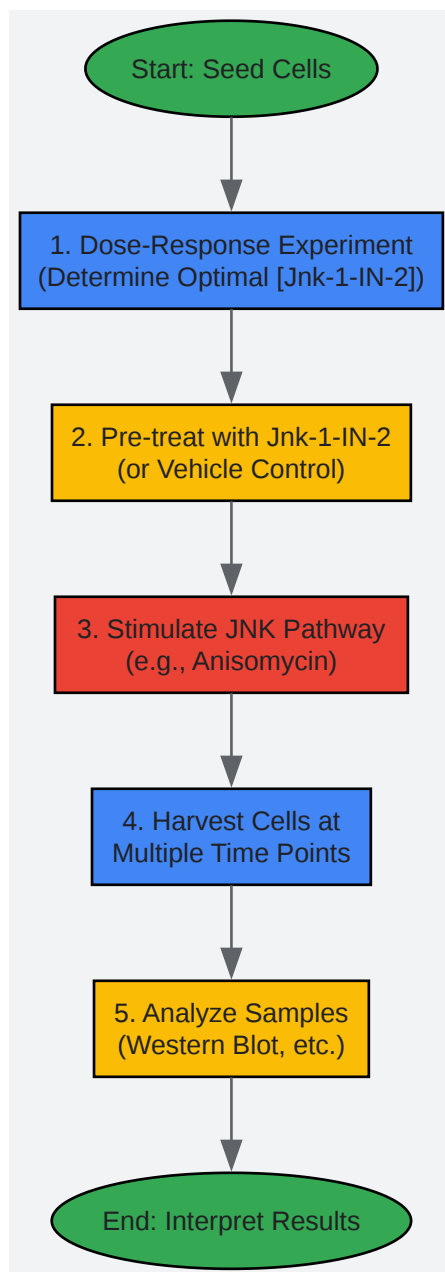 Start: Seed Cells
1. Dose-Response Experiment
(Determine Optimal [Jnk-1-IN-2])
2. Pre-treat with Jnk-1-IN-2
(or Vehicle Control)
3. Stimulate JNK Pathway
(e.g., Anisomycin)
4. Harvest Cells at
Multiple Time Points
5. Analyze Samples
(Western Blot, etc.)
End: Interpret Results